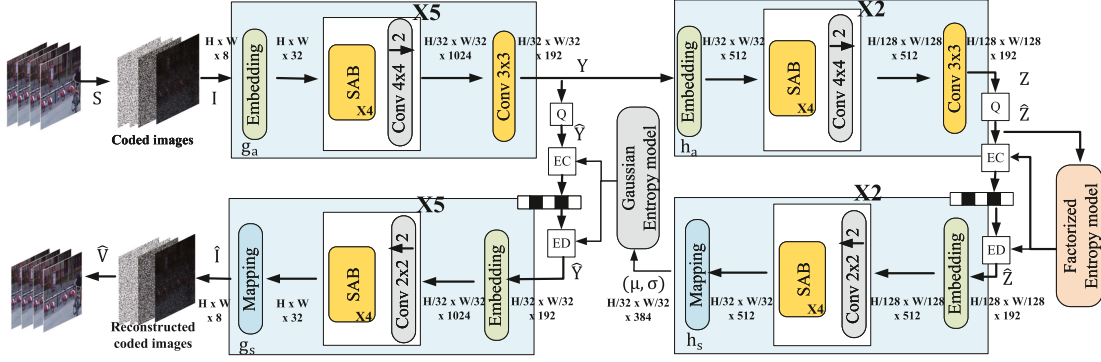 X5
X2
H x W
x 8
H x W
x 32
H/32 x W/32
x 1024
H/32 x W/32
x 192
H/32 x W/32
x 512
H/128 x W/128
x 512
H/128 x W/128
x 192
S
Coded images
I
Embedding
SAB
X4
Conv 4x4
2
Conv 3x3
gₐ
Y
Q
Ŷ
EC
Gaussian
Entropy model
Embedding
SAB
X4
Conv 4x4
2
Conv 3x3
hₐ
Z
Q
Ẑ
EC
Factorized
Entropy model
X5
X2
V̂
Reconstructed
coded images
Î
H x W
x 8
Mapping
gₛ
H x W
x 32
SAB
X4
Conv 2x2
2
H/32 x W/32
x 1024
Embedding
H/32 x W/32
x 192
ED
Ŷ
(μ, σ)
H/32 x W/32
x 384
Mapping
hₛ
H/32 x W/32
x 512
SAB
X4
Conv 2x2
2
H/128 x W/128
x 512
Embedding
H/128 x W/128
x 192
ED
Ẑ